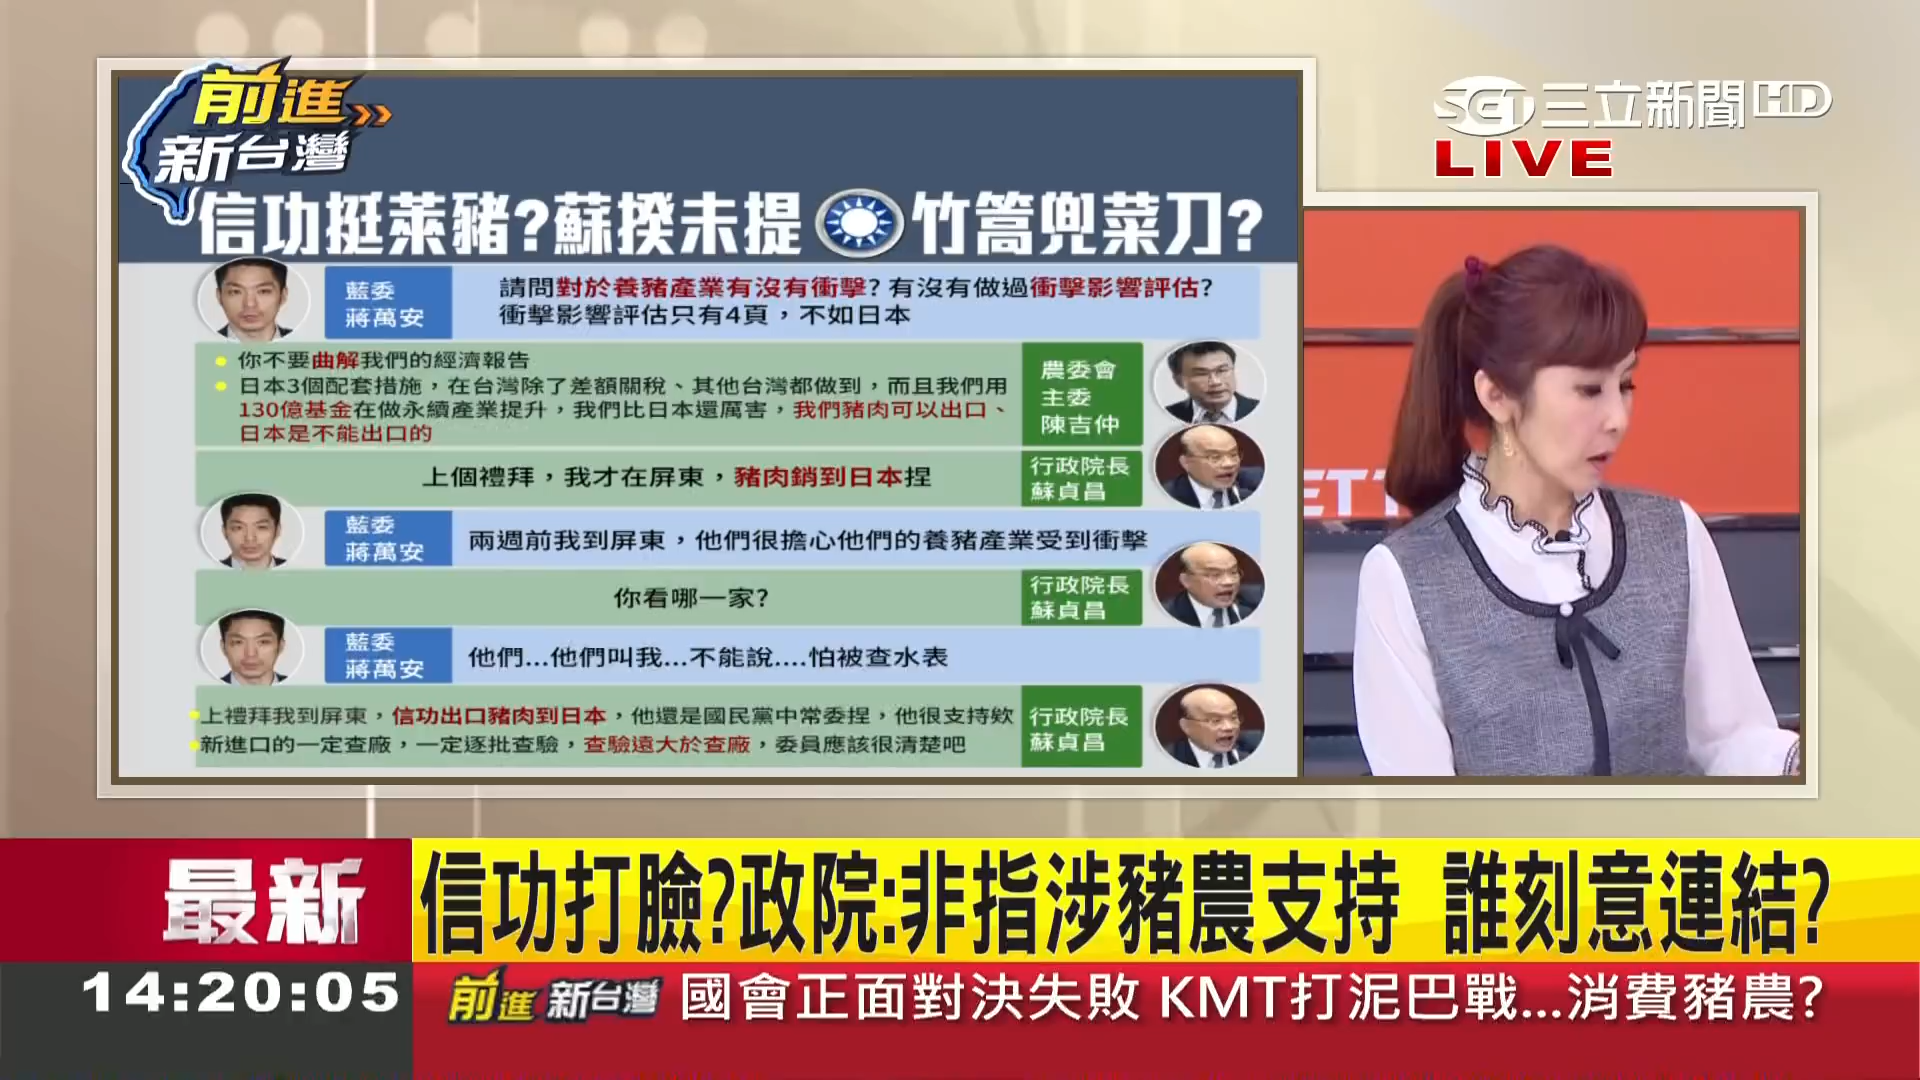 前進
新台灣
SET三立新聞HD
LIVE
信功挺萊豬?蘇揆未提 竹篙兜菜刀?
藍委
蔣萬安
請問對於養豬產業有沒有衝擊?有沒有做過衝擊影響評估?
衝擊影響評估只有4頁,不如日本
你不要曲解我們的經濟報告
日本3個配套措施,在台灣除了差額關稅、其他台灣都做到,而且我們用
130億基金在做永續產業提升,我們比日本還厲害,我們豬肉可以出口、
日本是不能出口的
農委會
主委
陳吉仲
上個禮拜,我才在屏東,豬肉銷到日本捏
行政院長
蘇貞昌
藍委
蔣萬安
兩週前我到屏東,他們很擔心他們的養豬產業受到衝擊
你看哪一家?
行政院長
蘇貞昌
藍委
蔣萬安
他們...他們叫我...不能說....怕被查水表
上禮拜我到屏東,信功出口豬肉到日本,他還是國民黨中常委捏,他很支持欸
新進口的一定查廠,一定逐批查驗,查驗遠大於查廠,委員應該很清楚吧
行政院長
蘇貞昌
ETT
最新
信功打臉?政院:非指涉豬農支持 誰刻意連結?
14:20:05
前進新台灣 國會正面對決失敗 KMT打泥巴戰...消費豬農?